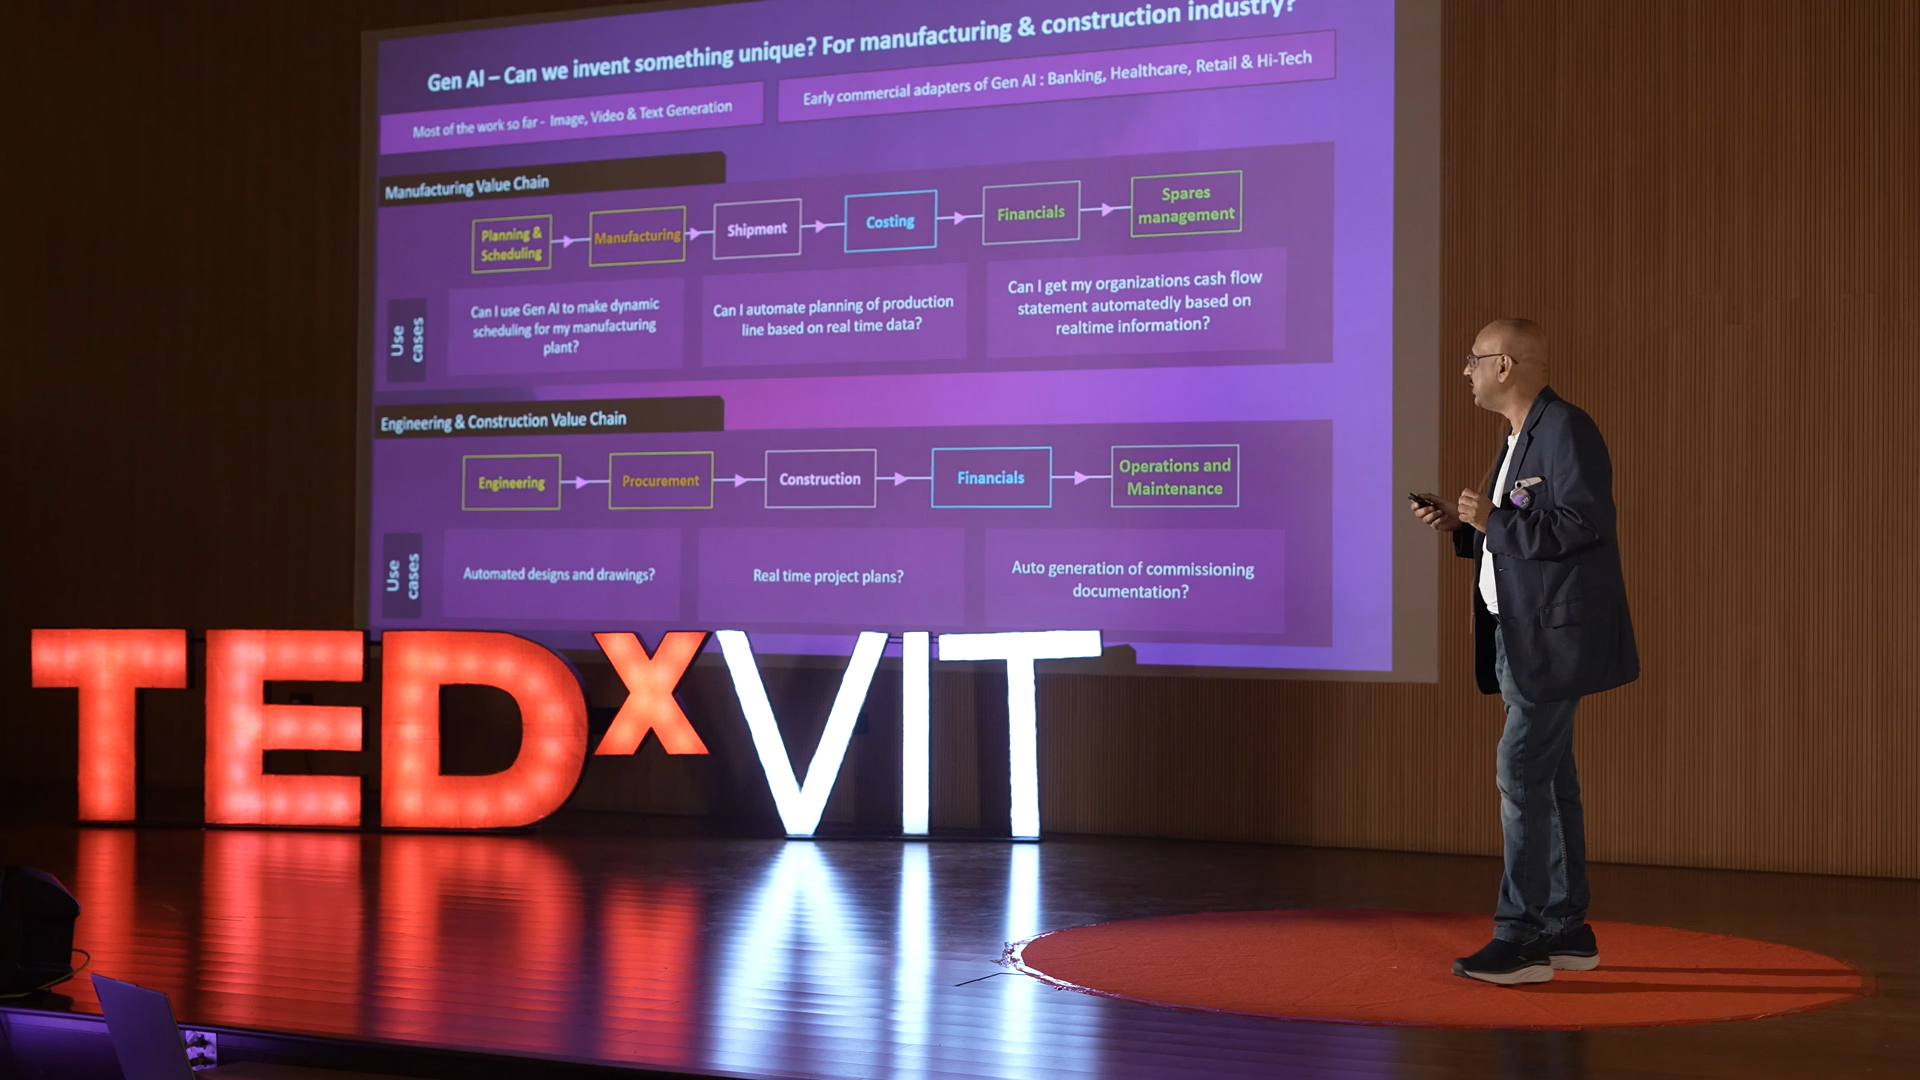 Gen AI – Can we invent something unique? For manufacturing & construction industry?
Most of the work so far - Image, Video & Text Generation
Early commercial adapters of Gen AI : Banking, Healthcare, Retail & Hi-Tech
Manufacturing Value Chain
Planning &
Scheduling
Manufacturing
Shipment
Costing
Financials
Spares
management
Use
cases
Can I use Gen AI to make dynamic
scheduling for my manufacturing
plant?
Can I automate planning of production
line based on real time data?
Can I get my organizations cash flow
statement automatedly based on
realtime information?
Engineering & Construction Value Chain
Engineering
Procurement
Construction
Financials
Operations and
Maintenance
Use
cases
Automated designs and drawings?
Real time project plans?
Auto generation of commissioning
documentation?
TEDxVIT